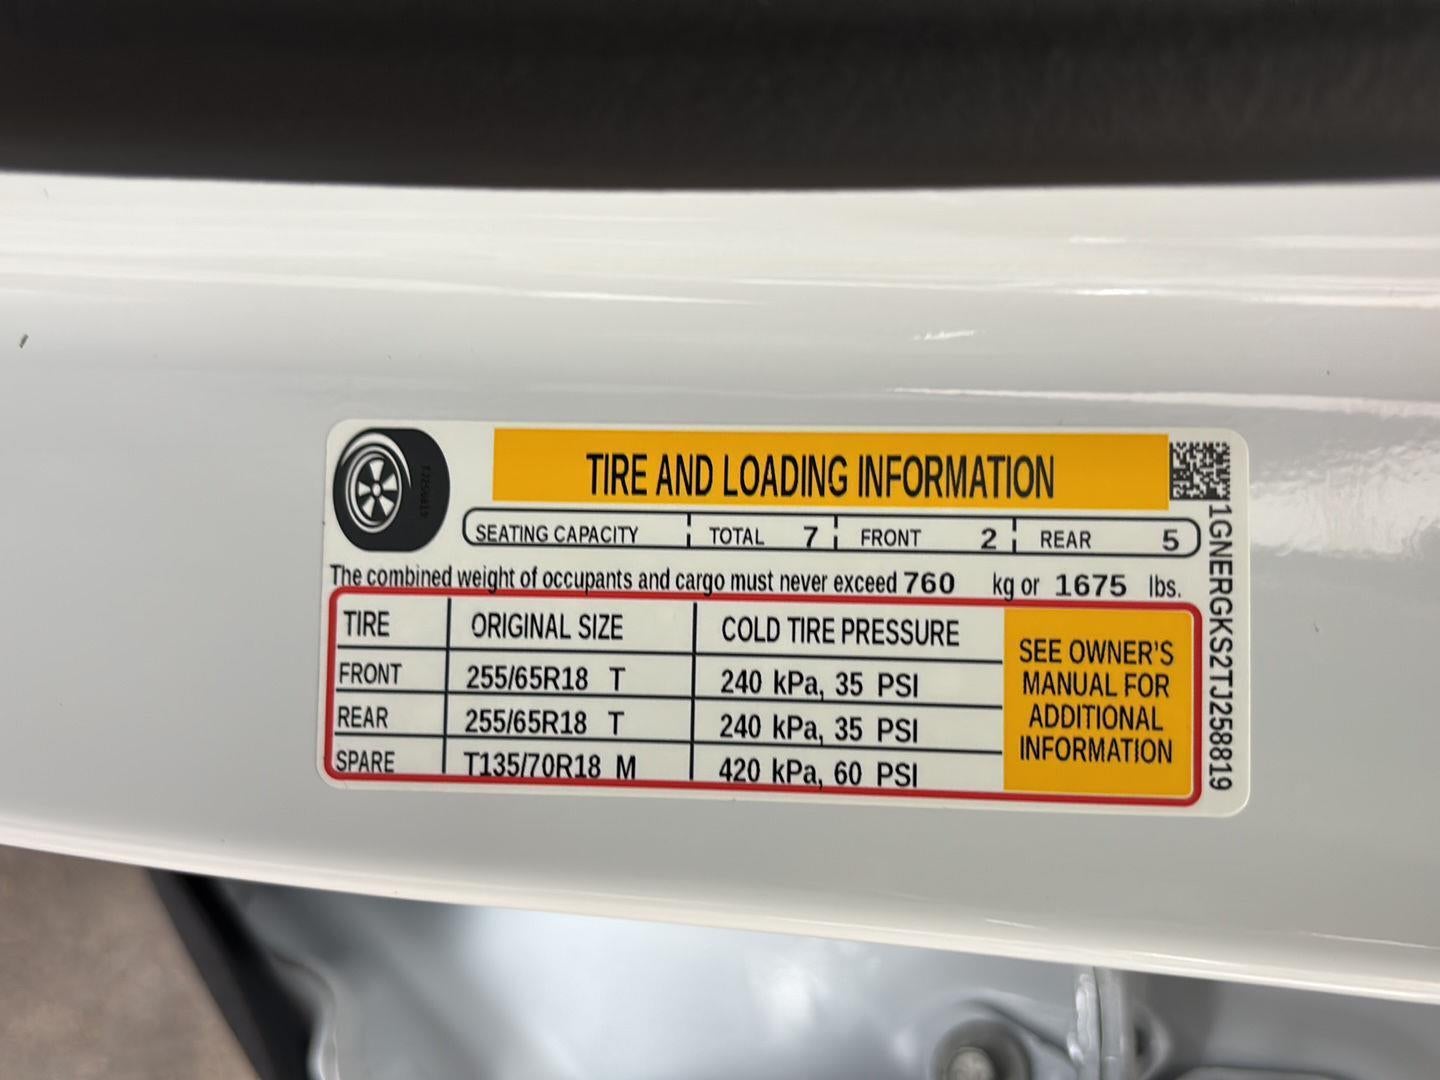 TIRE AND LOADING INFORMATION
SEATING CAPACITY TOTAL 7 FRONT 2 REAR 5
The combined weight of occupants and cargo must never exceed 760 kg or 1675 lbs.
TIRE ORIGINAL SIZE COLD TIRE PRESSURE
FRONT 255/65R18 T 240 kPa, 35 PSI
REAR 255/65R18 T 240 kPa, 35 PSI
SPARE T135/70R18 M 420 kPa, 60 PSI
SEE OWNER'S
MANUAL FOR
ADDITIONAL
INFORMATION
1GNERGKS2TJ258819